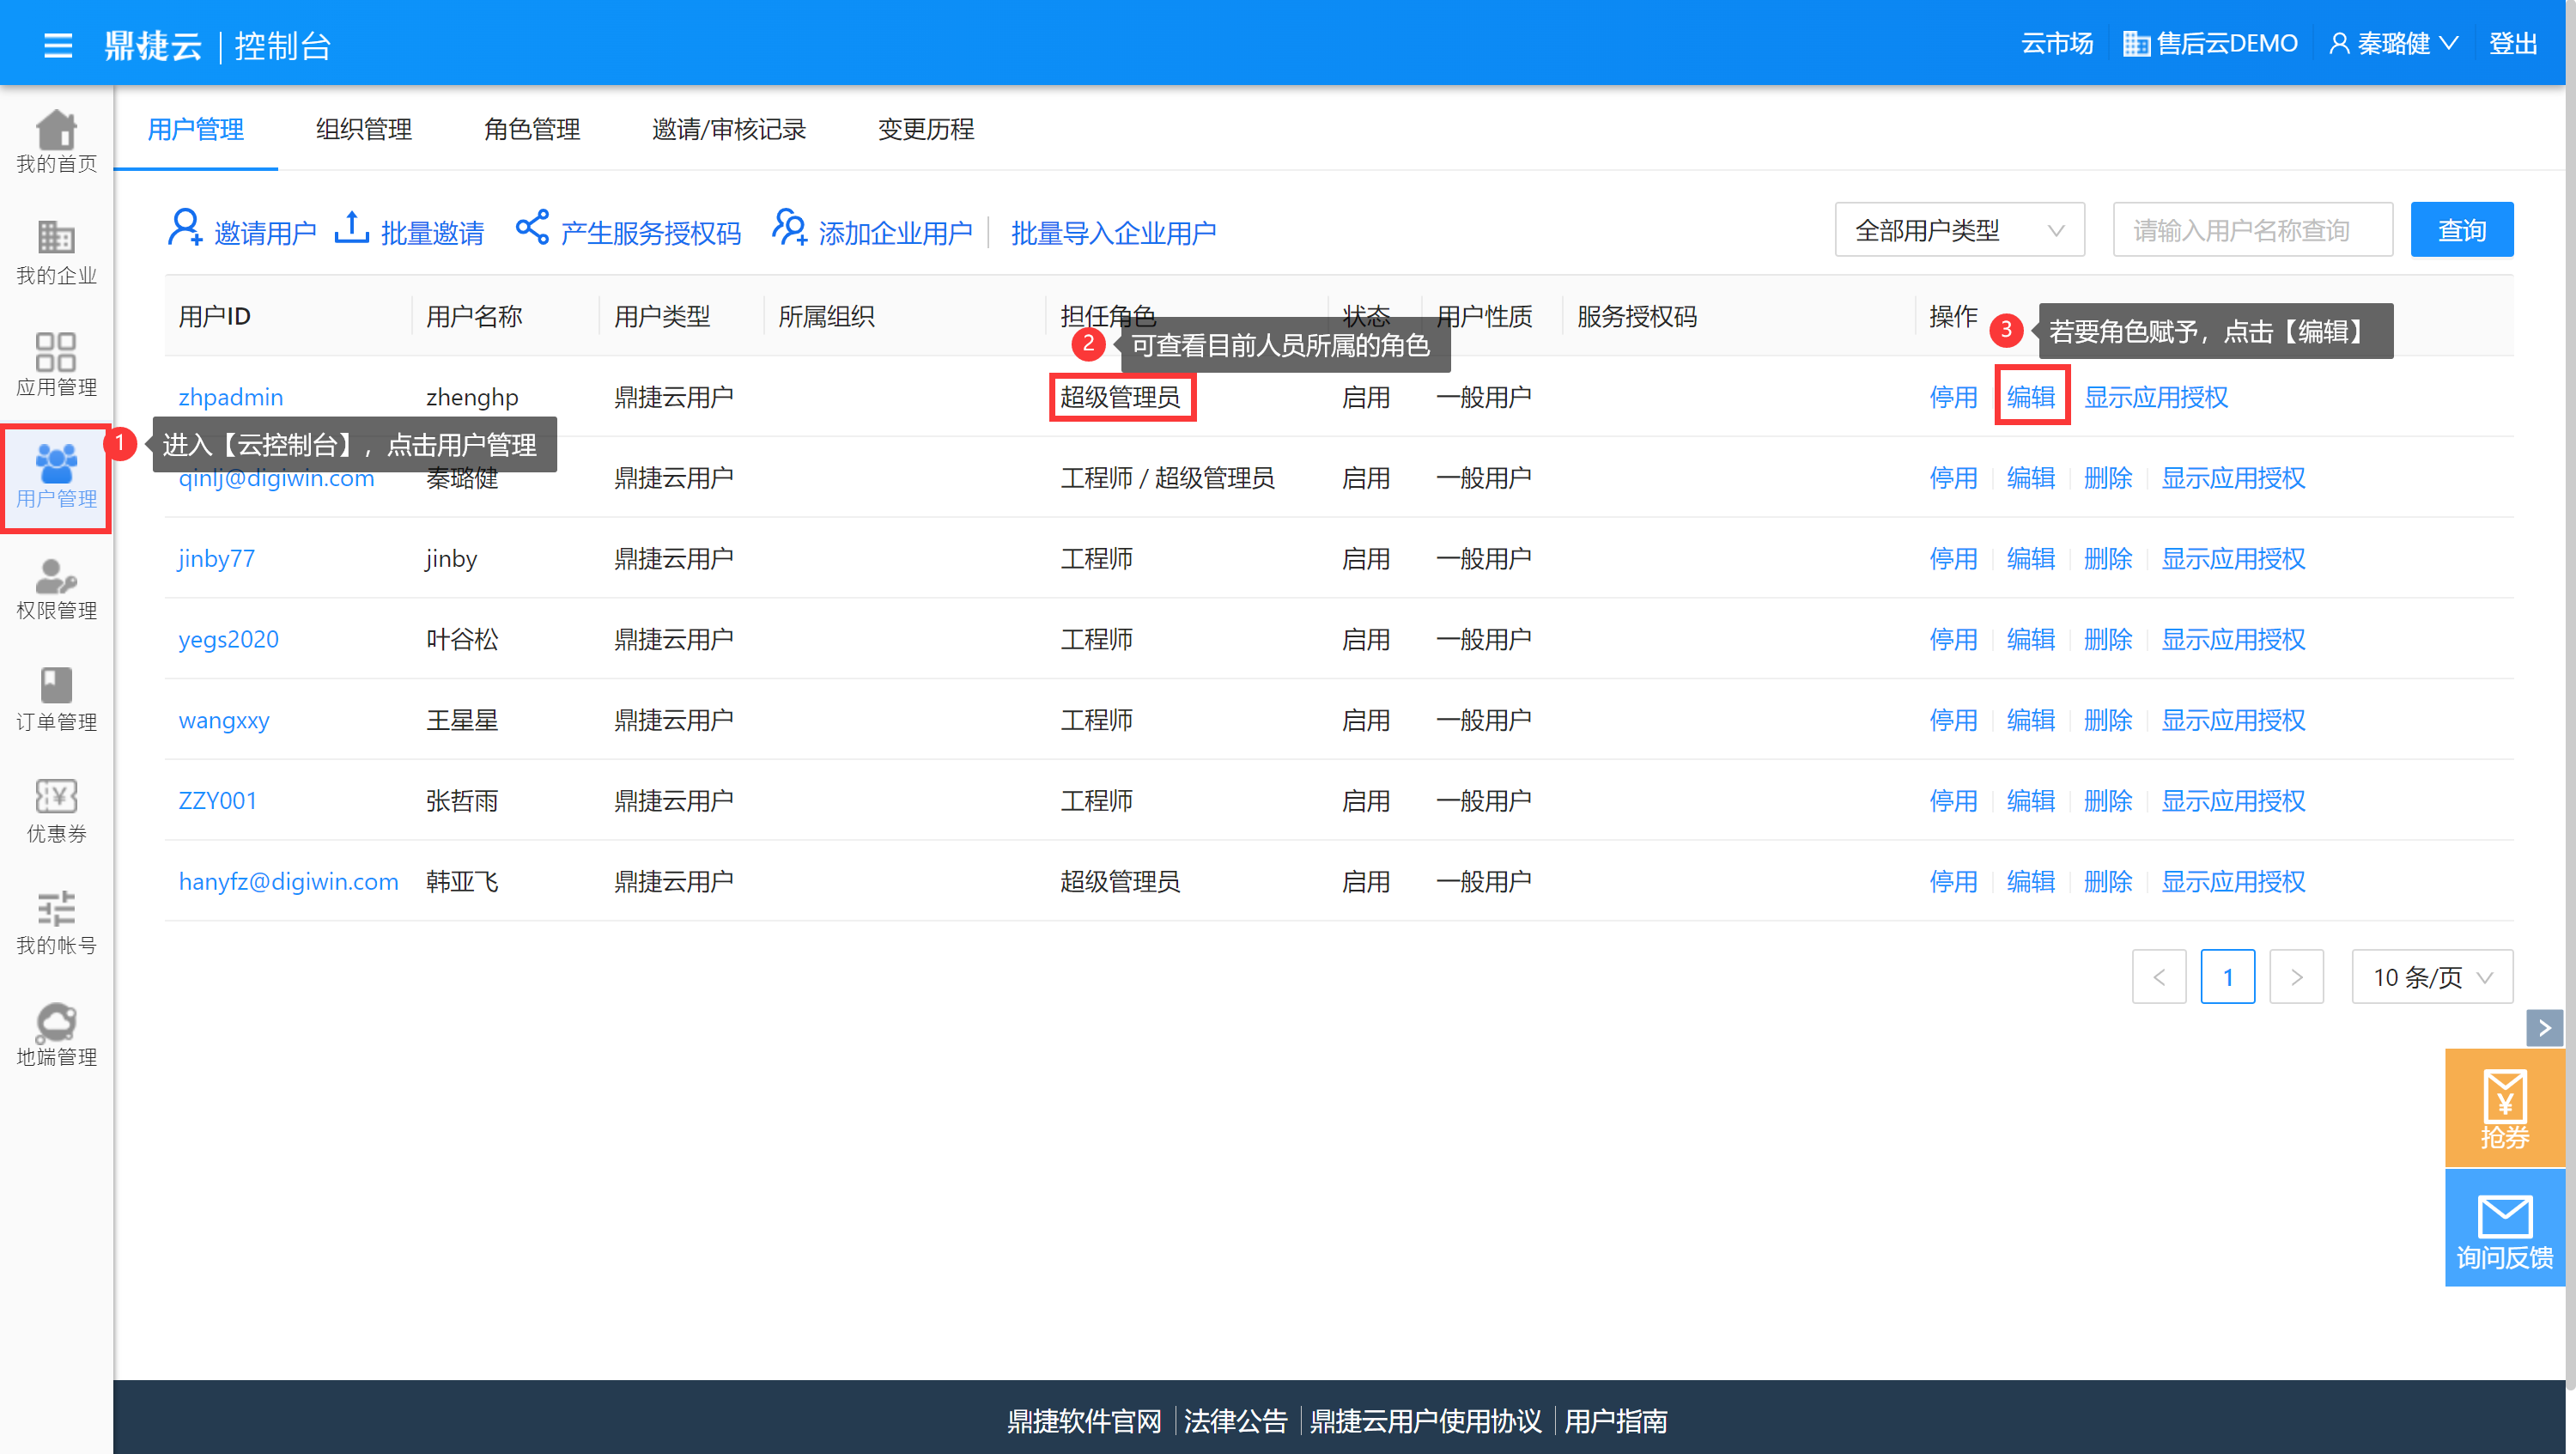 鼎捷云 | 控制台
云市场 售后云DEMO 秦璐健 登出
我的首页
我的企业
应用管理
用户管理
权限管理
订单管理
优惠券
我的帐号
地端管理
用户管理 组织管理 角色管理 邀请/审核记录 变更历程
邀请用户 批量邀请 产生服务授权码 添加企业用户 批量导入企业用户 全部用户类型 请输入用户名称查询 查询
用户ID 用户名称 用户类型 所属组织 担任角色 状态 用户性质 服务授权码 操作
3 若要角色赋予，点击【编辑】
2 可查看目前人员所属的角色
zhpadmin zhenghp 鼎捷云用户 超级管理员 启用 一般用户 停用 编辑 显示应用授权
1 进入【云控制台】，点击用户管理
qinlj@digiwin.com 秦璐健 鼎捷云用户 工程师 / 超级管理员 启用 一般用户 停用 编辑 删除 显示应用授权
jinby77 jinby 鼎捷云用户 工程师 启用 一般用户 停用 编辑 删除 显示应用授权
yegs2020 叶谷松 鼎捷云用户 工程师 启用 一般用户 停用 编辑 删除 显示应用授权
wangxxy 王星星 鼎捷云用户 工程师 启用 一般用户 停用 编辑 删除 显示应用授权
ZZY001 张哲雨 鼎捷云用户 工程师 启用 一般用户 停用 编辑 删除 显示应用授权
hanyfz@digiwin.com 韩亚飞 鼎捷云用户 超级管理员 启用 一般用户 停用 编辑 删除 显示应用授权
< 1 > 10 条/页
>
¥
抢券
询问反馈
鼎捷软件官网 | 法律公告 | 鼎捷云用户使用协议 | 用户指南